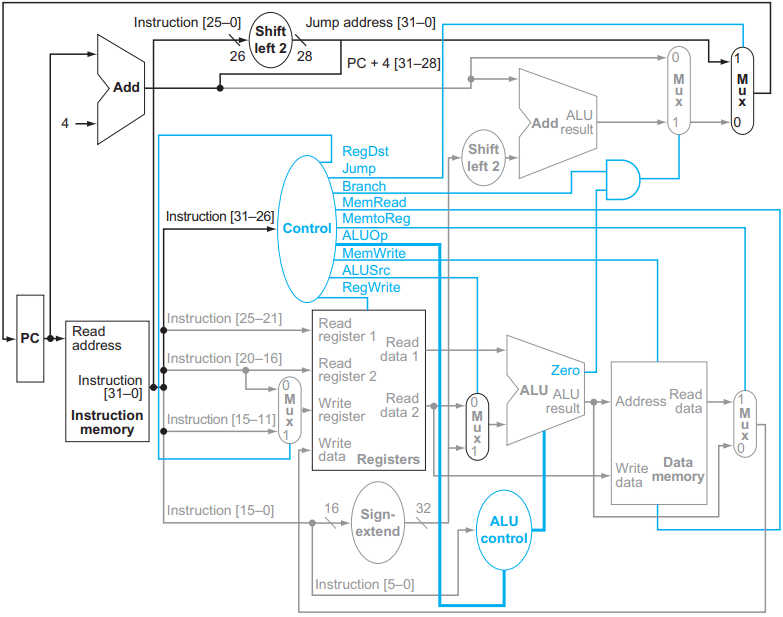 Instruction [25–0]
Shift
left 2
Jump address [31–0]
26
28
PC + 4 [31–28]
Add
4
0
M
u
x
1
1
M
u
x
0
Add
ALU
result
Shift
left 2
RegDst
Jump
Branch
MemRead
MemtoReg
ALUOp
MemWrite
ALUSrc
RegWrite
Control
Instruction [31–26]
PC
Read
address
Instruction
[31–0]
Instruction
memory
Instruction [25–21]
Instruction [20–16]
Instruction [15–11]
0
M
u
x
1
Read
register 1
Read
register 2
Write
register
Write
data
Read
data 1
Read
data 2
Registers
0
M
u
x
1
Zero
ALU
ALU
result
Address
Read
data
Write
data
Data
memory
1
M
u
x
0
Instruction [15–0]
16
Sign-
extend
32
ALU
control
Instruction [5–0]